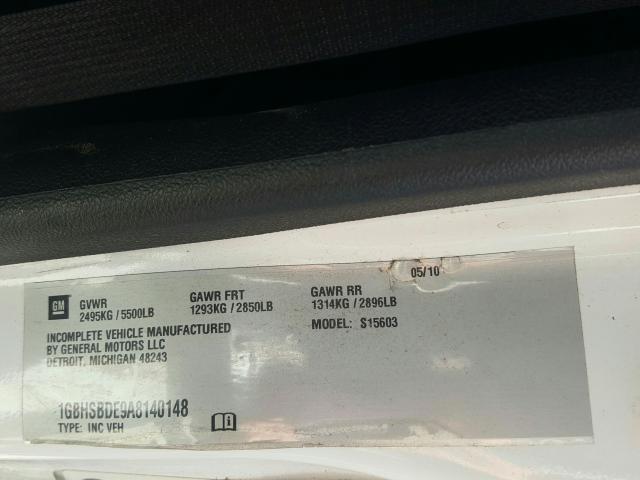 05/10
GM
GVWR GAWR FRT GAWR RR
2495KG / 5500LB 1293KG / 2850LB 1314KG / 2896LB
INCOMPLETE VEHICLE MANUFACTURED MODEL: S15603
BY GENERAL MOTORS LLC
DETROIT, MICHIGAN 48243
1GBHSBDE9A8140148
TYPE: INC VEH